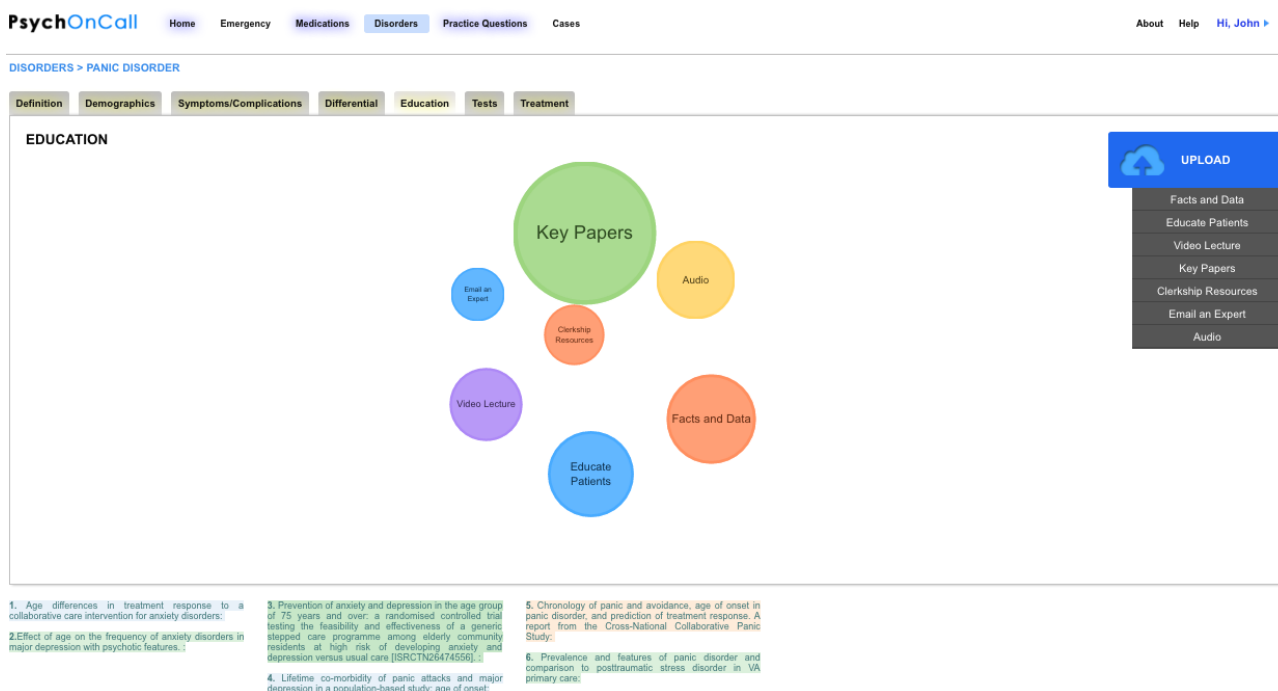 PsychOnCall Home Emergency Medications Disorders Practice Questions Cases About Help Hi, John
DISORDERS > PANIC DISORDER
Definition Demographics Symptoms/Complications Differential Education Tests Treatment
EDUCATION
UPLOAD
Facts and Data
Educate Patients
Video Lecture
Key Papers
Clerkship Resources
Email an Expert
Audio
Key Papers
Audio
Email an
Expert
Clerkship
Resources
Video Lecture
Facts and Data
Educate
Patients
1. Age differences in treatment response to a
collaborative care intervention for anxiety disorders:
2.Effect of age on the frequency of anxiety disorders in
major depression with psychotic features. :
3. Prevention of anxiety and depression in the age group
of 75 years and over: a randomised controlled trial
testing the feasibility and effectiveness of a generic
stepped care programme among elderly community
residents at high risk of developing anxiety and
depression versus usual care [ISRCTN26474556]. :
4. Lifetime co-morbidity of panic attacks and major
depression in a population-based study: age of onset:
5. Chronology of panic and avoidance, age of onset in
panic disorder, and prediction of treatment response. A
report from the Cross-National Collaborative Panic
Study:
6. Prevalence and features of panic disorder and
comparison to posttraumatic stress disorder in VA
primary care: